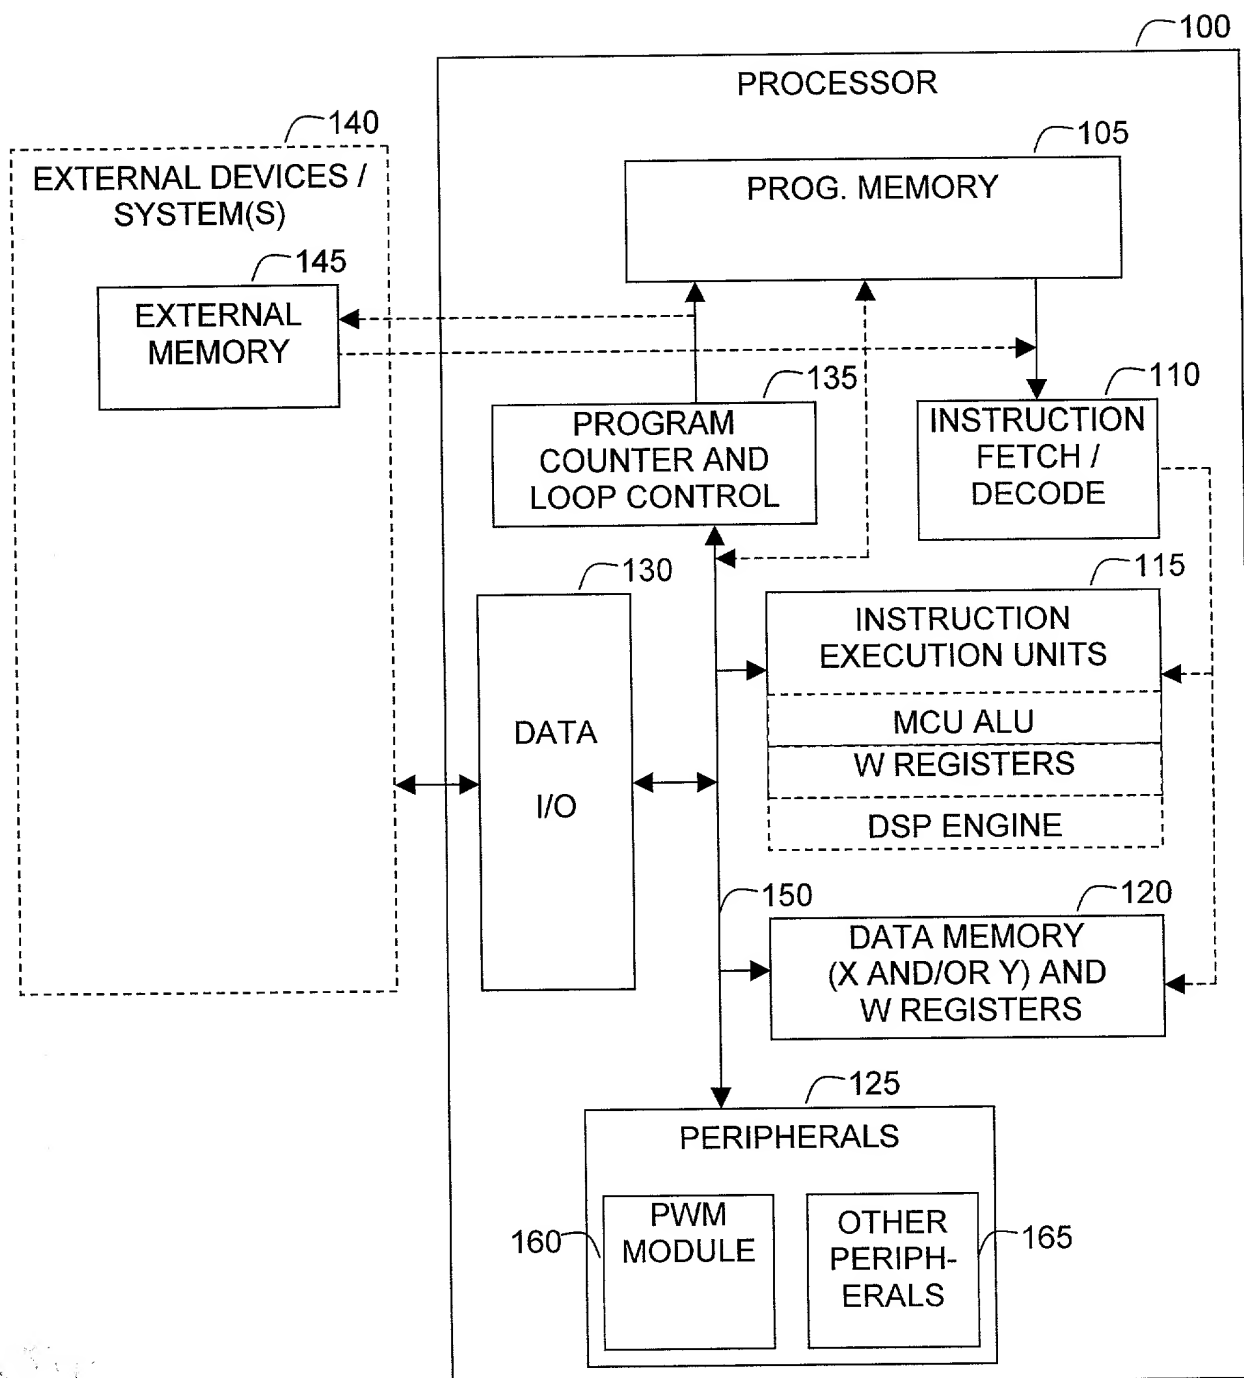 100
PROCESSOR
140
105
EXTERNAL DEVICES /
SYSTEM(S)
PROG. MEMORY
145
EXTERNAL
MEMORY
135
110
PROGRAM
COUNTER AND
LOOP CONTROL
INSTRUCTION
FETCH /
DECODE
130
115
DATA
I/O
INSTRUCTION
EXECUTION UNITS
MCU ALU
W REGISTERS
DSP ENGINE
150
120
DATA MEMORY
(X AND/OR Y) AND
W REGISTERS
125
PERIPHERALS
160
PWM
MODULE
OTHER
PERIPH-
ERALS
165